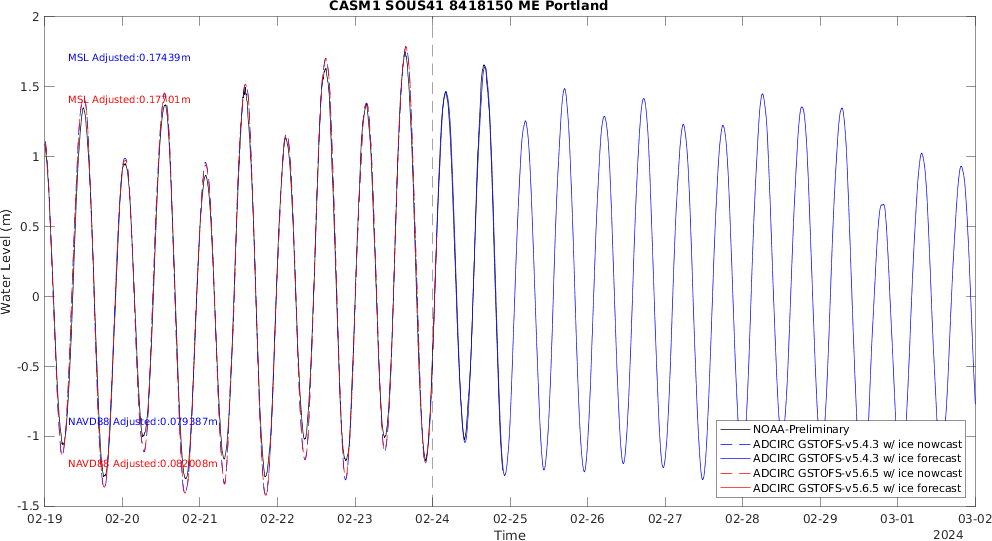 CASM1 SOUS41 8418150 ME Portland
2
1.5
1
0.5
0
-0.5
-1
-1.5
Water Level (m)
MSL Adjusted:0.17439m
MSL Adjusted:0.17701m
NAVD88 Adjusted:0.079387m
NAVD88 Adjusted:0.082008m
NOAA-Preliminary
ADCIRC GSTOFS-v5.4.3 w/ ice nowcast
ADCIRC GSTOFS-v5.4.3 w/ ice forecast
ADCIRC GSTOFS-v5.6.5 w/ ice nowcast
ADCIRC GSTOFS-v5.6.5 w/ ice forecast
02-19 02-20 02-21 02-22 02-23 02-24 02-25 02-26 02-27 02-28 02-29 03-01 03-02
Time
2024